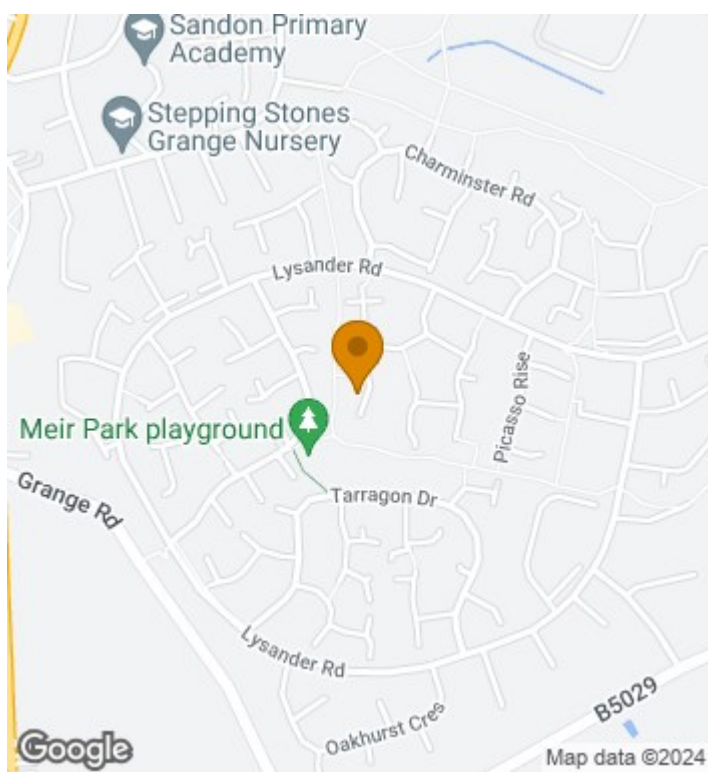 Sandon Primary
Academy
Stepping Stones
Grange Nursery
Charminster Rd
Lysander Rd
Picasso Rise
Meir Park playground
Grange Rd
Tarragon Dr
Lysander Rd
B5029
Oakhurst Cres
Google
Map data ©2024